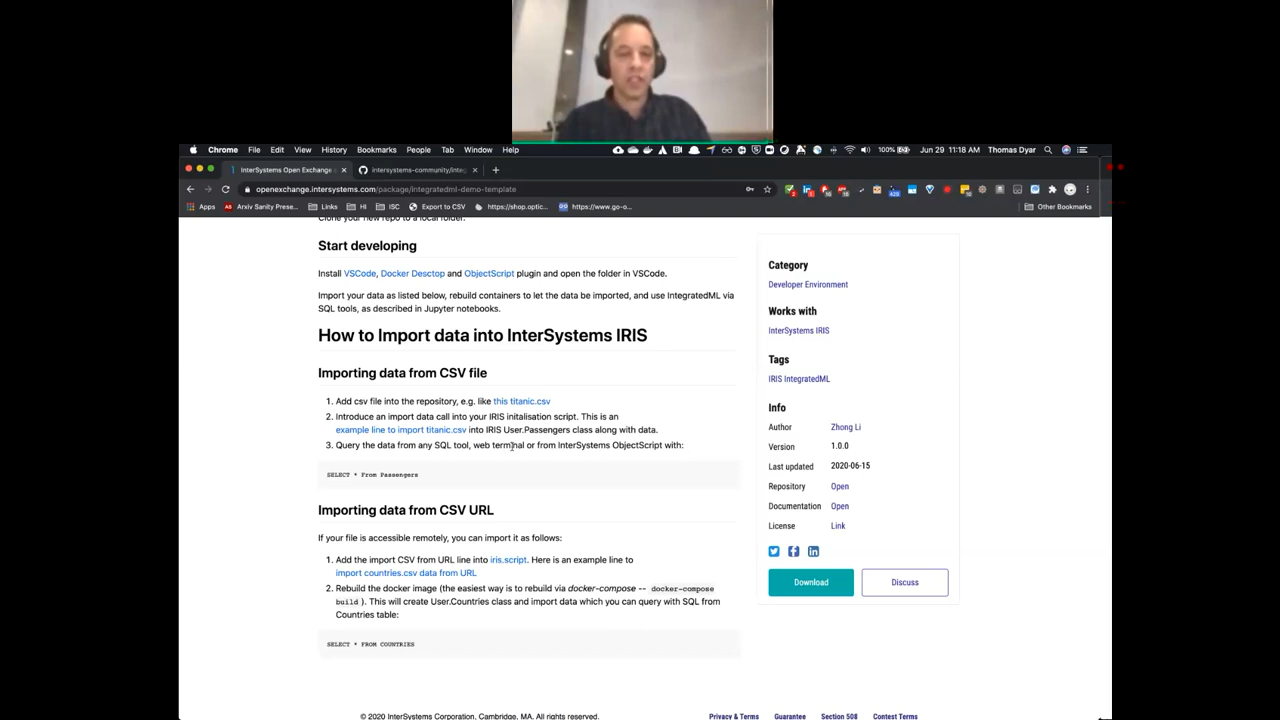 Chrome File Edit View History Bookmarks People Tab Window Help 100% Jun 29 11:18 AM Thomas Dyar
InterSystems Open Exchange
intersystems-community/integ
openexchange.intersystems.com/package/integratedml-demo-template
Apps Arxiv Sanity Prese... Links HI ISC Export to CSV https://shop.optic... https://www.go-o... Other Bookmarks
Clone your new repo to a local folder.
Start developing
Install VSCode, Docker Desctop and ObjectScript plugin and open the folder in VSCode.
Import your data as listed below, rebuild containers to let the data be imported, and use IntegratedML via
SQL tools, as described in Jupyter notebooks.
How to Import data into InterSystems IRIS
Importing data from CSV file
1. Add csv file into the repository, e.g. like this titanic.csv
2. Introduce an import data call into your IRIS initalisation script. This is an
example line to import titanic.csv into IRIS User.Passengers class along with data.
3. Query the data from any SQL tool, web terminal or from InterSystems ObjectScript with:
SELECT * From Passengers
Importing data from CSV URL
If your file is accessible remotely, you can import it as follows:
1. Add the import CSV from URL line into iris.script. Here is an example line to
import countries.csv data from URL
2. Rebuild the docker image (the easiest way is to rebuild via docker-compose -- docker-compose
build ). This will create User.Countries class and import data which you can query with SQL from
Countries table:
SELECT * FROM COUNTRIES
Category
Developer Environment
Works with
InterSystems IRIS
Tags
IRIS IntegratedML
Info
Author Zhong Li
Version 1.0.0
Last updated 2020-06-15
Repository Open
Documentation Open
License Link
Download
Discuss
© 2020 InterSystems Corporation, Cambridge, MA. All rights reserved.
Privacy & Terms Guarantee Section 508 Contest Terms